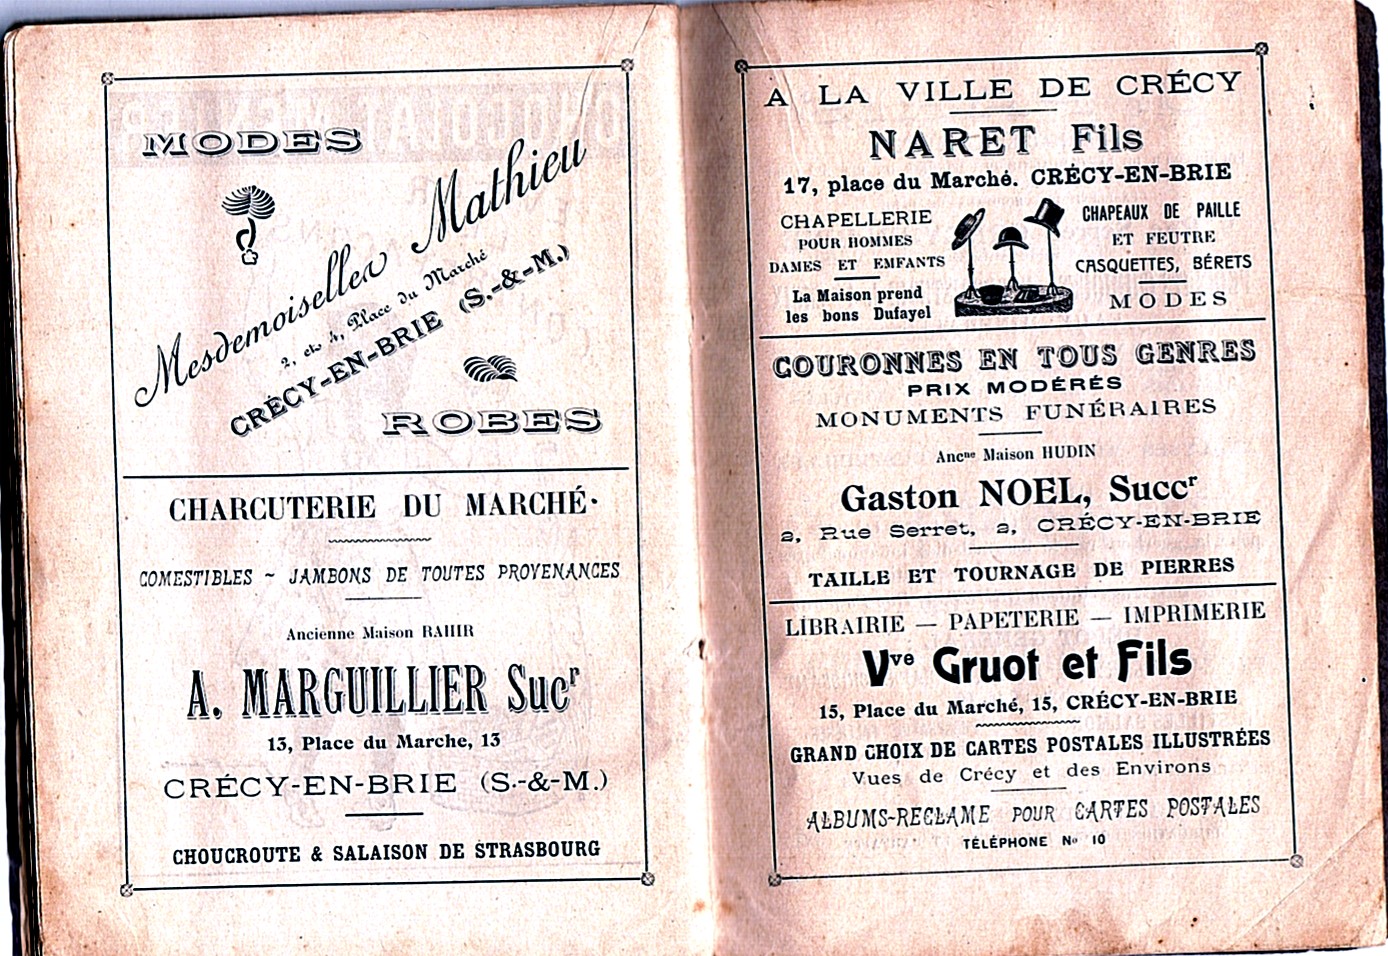 MODES
Mesdemoiselles Mathieu
2, et 4, Place du Marché
CRÉCY-EN-BRIE (S.-&-M.)
ROBES
CHARCUTERIE DU MARCHÉ
COMESTIBLES ~ JAMBONS DE TOUTES PROVENANCES
Ancienne Maison RAHIR
A. MARGUILLIER Sucr
13, Place du Marche, 13
CRÉCY-EN-BRIE (S.-&-M.)
CHOUCROUTE & SALAISON DE STRASBOURG
A LA VILLE DE CRÉCY
NARET Fils
17, place du Marché. CRÉCY-EN-BRIE
CHAPELLERIE
POUR HOMMES
DAMES ET ENFANTS
La Maison prend
les bons Dufayel
CHAPEAUX DE PAILLE
ET FEUTRE
CASQUETTES, BÉRETS
MODES
COURONNES EN TOUS GENRES
PRIX MODÉRÉS
MONUMENTS FUNÉRAIRES
Ancne Maison HUDIN
Gaston NOEL, Succr
2, Rue Serret, 2, CRÉCY-EN-BRIE
TAILLE ET TOURNAGE DE PIERRES
LIBRAIRIE — PAPETERIE — IMPRIMERIE
Vve Gruot et Fils
15, Place du Marché, 15, CRÉCY-EN-BRIE
GRAND CHOIX DE CARTES POSTALES ILLUSTRÉES
Vues de Crécy et des Environs
ALBUMS-RECLAME POUR CARTES POSTALES
TÉLÉPHONE No 10